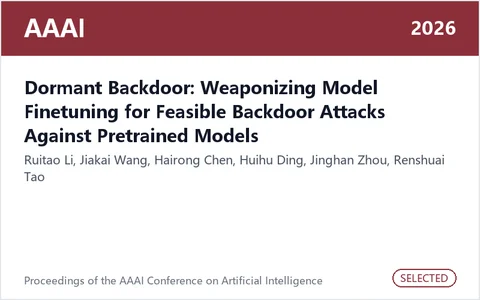 AAAI
2026
Dormant Backdoor: Weaponizing Model
Finetuning for Feasible Backdoor Attacks
Against Pretrained Models
Ruitao Li, Jiakai Wang, Hairong Chen, Huihu Ding, Jinghan Zhou, Renshuai
Tao
Proceedings of the AAAI Conference on Artificial Intelligence
SELECTED